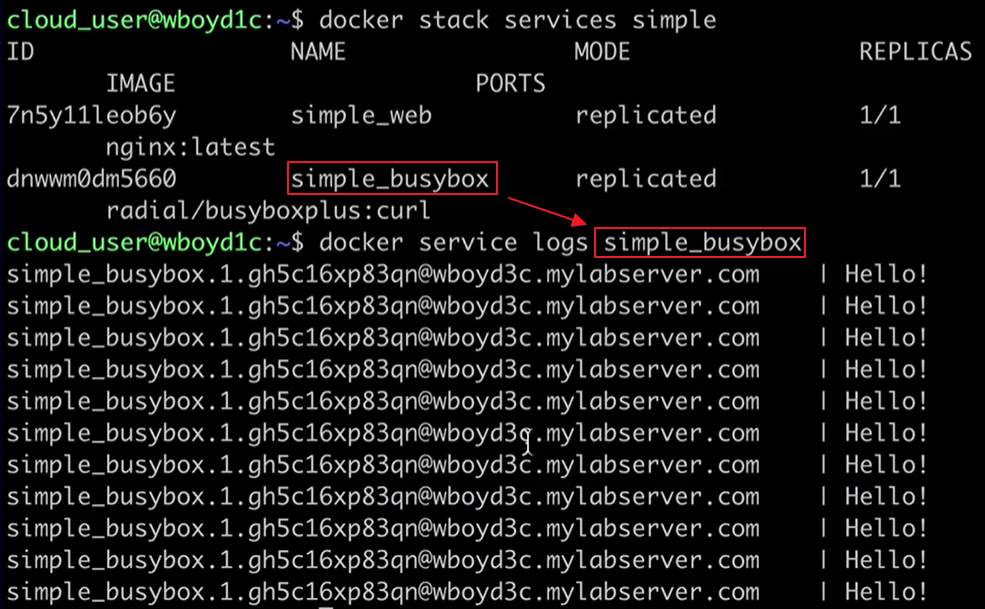 cloud_user@wboyd1c:~$ docker stack services simple
ID NAME MODE REPLICAS
IMAGE PORTS
7n5y11leob6y simple_web replicated 1/1
nginx:latest
dnwwm0dm5660 simple_busybox replicated 1/1
radial/busyboxplus:curl
cloud_user@wboyd1c:~$ docker service logs simple_busybox
simple_busybox.1.gh5c16xp83qn@wboyd3c.mylabserver.com | Hello!
simple_busybox.1.gh5c16xp83qn@wboyd3c.mylabserver.com | Hello!
simple_busybox.1.gh5c16xp83qn@wboyd3c.mylabserver.com | Hello!
simple_busybox.1.gh5c16xp83qn@wboyd3c.mylabserver.com | Hello!
simple_busybox.1.gh5c16xp83qn@wboyd3c.mylabserver.com | Hello!
simple_busybox.1.gh5c16xp83qn@wboyd3c.mylabserver.com | Hello!
simple_busybox.1.gh5c16xp83qn@wboyd3c.mylabserver.com | Hello!
simple_busybox.1.gh5c16xp83qn@wboyd3c.mylabserver.com | Hello!
simple_busybox.1.gh5c16xp83qn@wboyd3c.mylabserver.com | Hello!
simple_busybox.1.gh5c16xp83qn@wboyd3c.mylabserver.com | Hello!
simple_busybox.1.gh5c16xp83qn@wboyd3c.mylabserver.com | Hello!